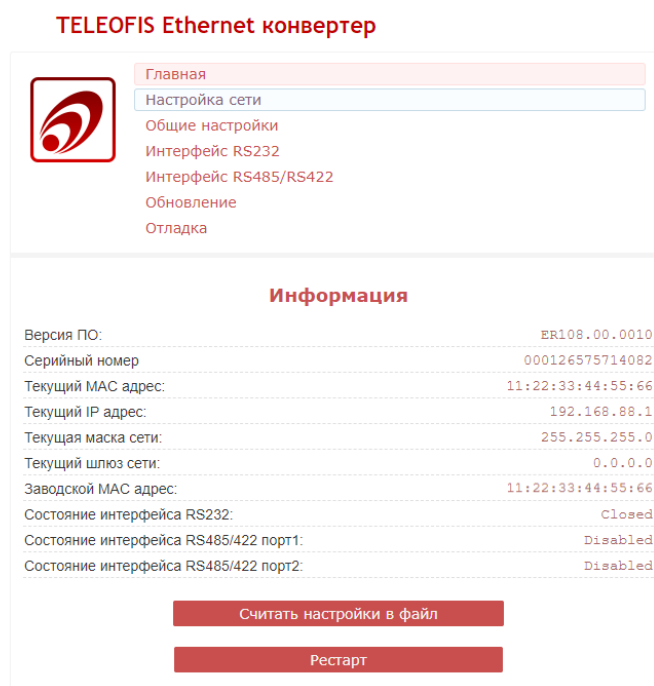 TELEOFIS Ethernet конвертер
Главная
Настройка сети
Общие настройки
Интерфейс RS232
Интерфейс RS485/RS422
Обновление
Отладка
Информация
Версия ПО: ER108.00.0010
Серийный номер 000126575714082
Текущий MAC адрес: 11:22:33:44:55:66
Текущий IP адрес: 192.168.88.1
Текущая маска сети: 255.255.255.0
Текущий шлюз сети: 0.0.0.0
Заводской MAC адрес: 11:22:33:44:55:66
Состояние интерфейса RS232: Closed
Состояние интерфейса RS485/422 порт1: Disabled
Состояние интерфейса RS485/422 порт2: Disabled
Считать настройки в файл
Рестарт